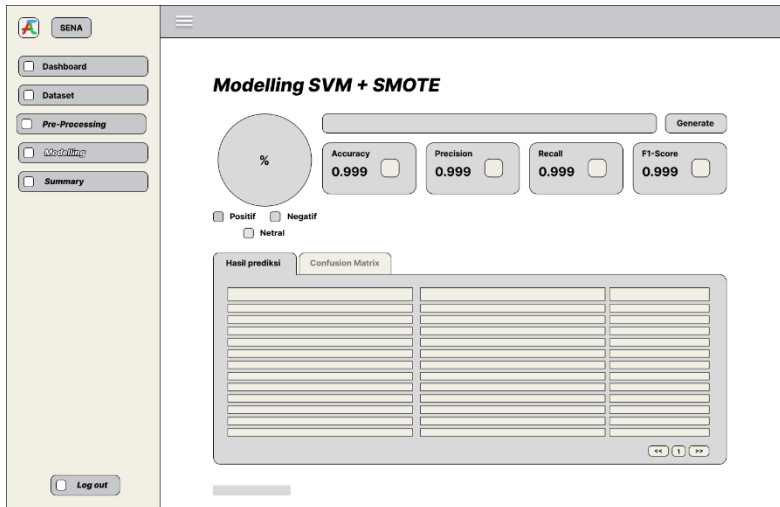 SENA
Dashboard
Dataset
Pre-Processing
Modelling
Summary
Log out
Modelling SVM + SMOTE
%
Positif Negatif
Netral
Generate
Accuracy
0.999
Precision
0.999
Recall
0.999
F1-Score
0.999
Hasil prediksi Confusion Matrix
<< 1 >>